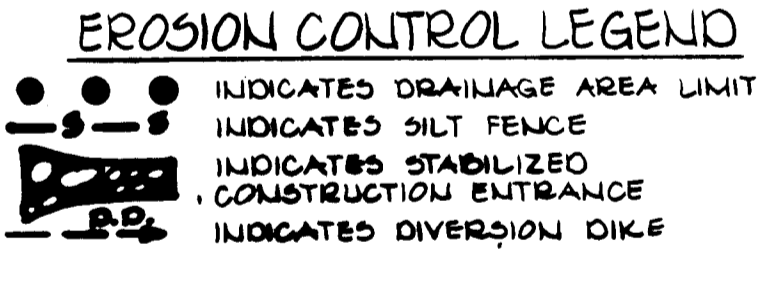 EROSION CONTROL LEGEND
INDICATES DRAINAGE AREA LIMIT
S S INDICATES SILT FENCE
INDICATES STABILIZED
CONSTRUCTION ENTRANCE
D.D.
INDICATES DIVERSION DIKE